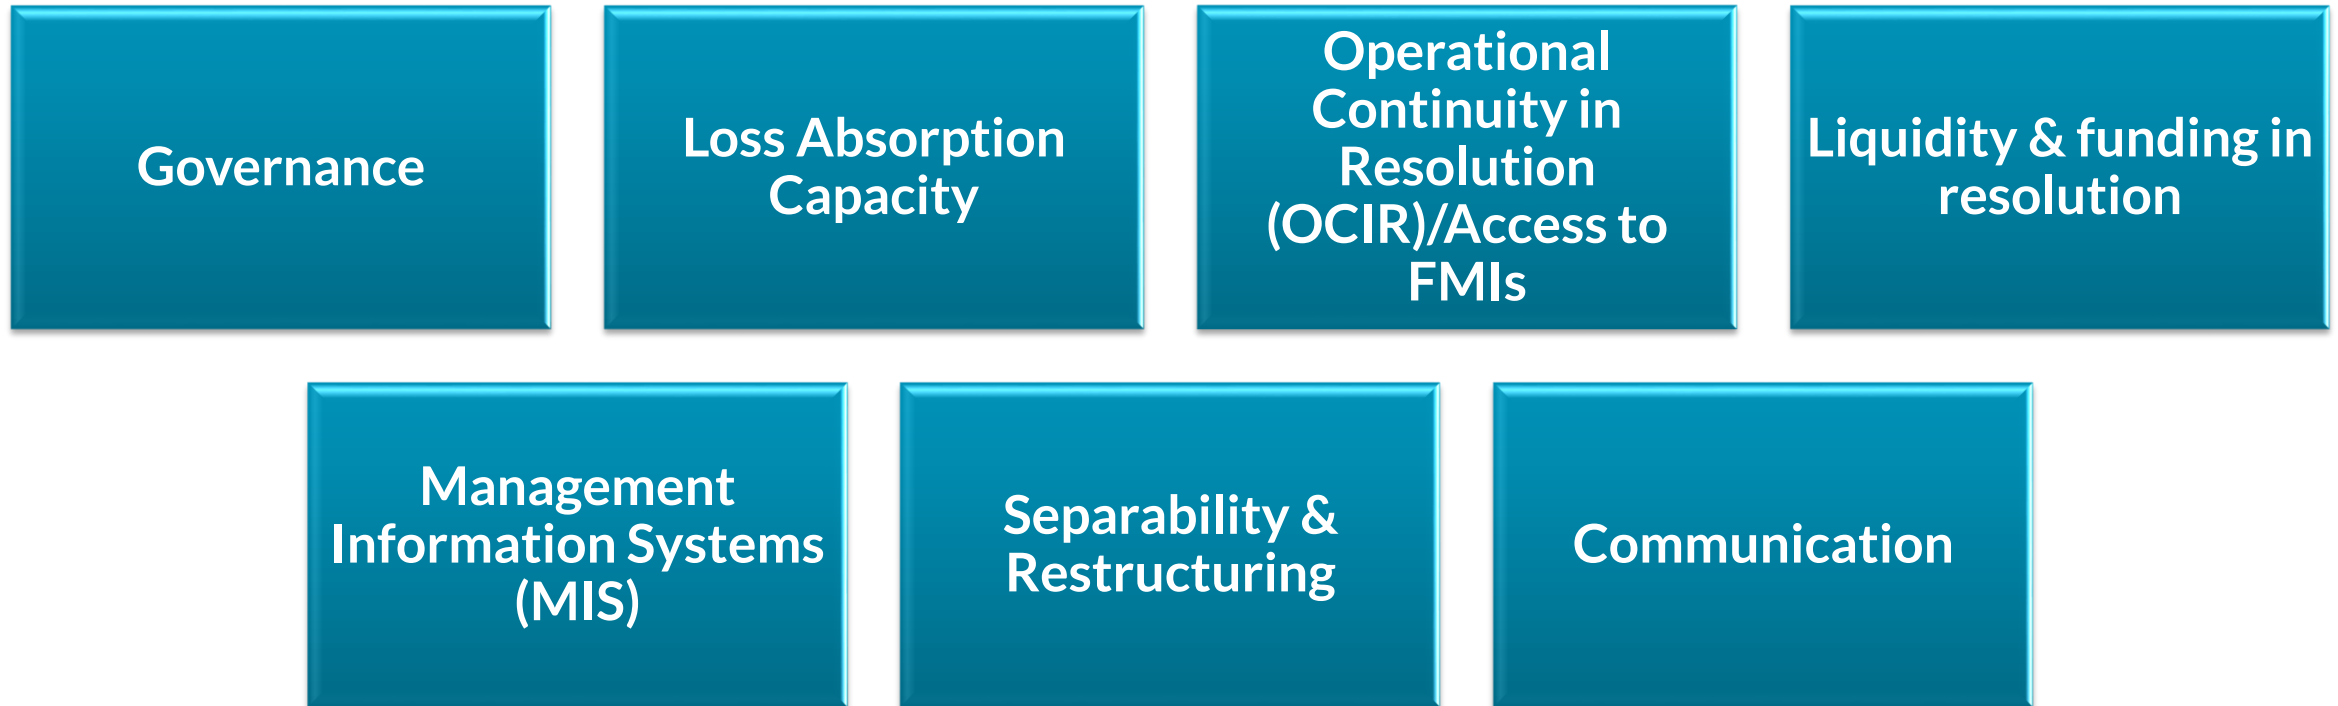 Governance
Loss Absorption
Capacity
Operational
Continuity in
Resolution
(OCIR)/Access to
FMIs
Liquidity & funding in
resolution
Management
Information Systems
(MIS)
Separability &
Restructuring
Communication